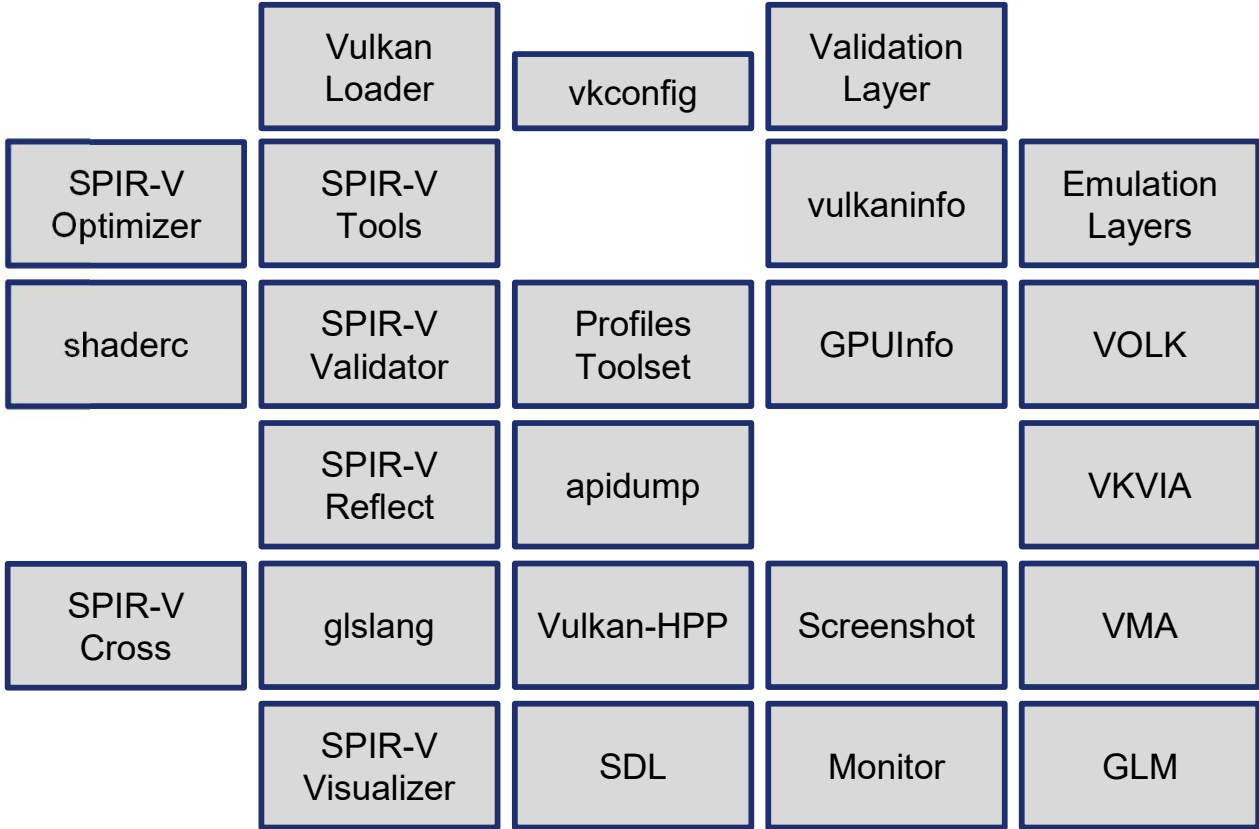 Vulkan
Loader
vkconfig
Validation
Layer
SPIR-V
Optimizer
SPIR-V
Tools
vulkaninfo
Emulation
Layers
shaderc
SPIR-V
Validator
Profiles
Toolset
GPUInfo
VOLK
SPIR-V
Reflect
apidump
VKVIA
SPIR-V
Cross
glslang
Vulkan-HPP
Screenshot
VMA
SPIR-V
Visualizer
SDL
Monitor
GLM